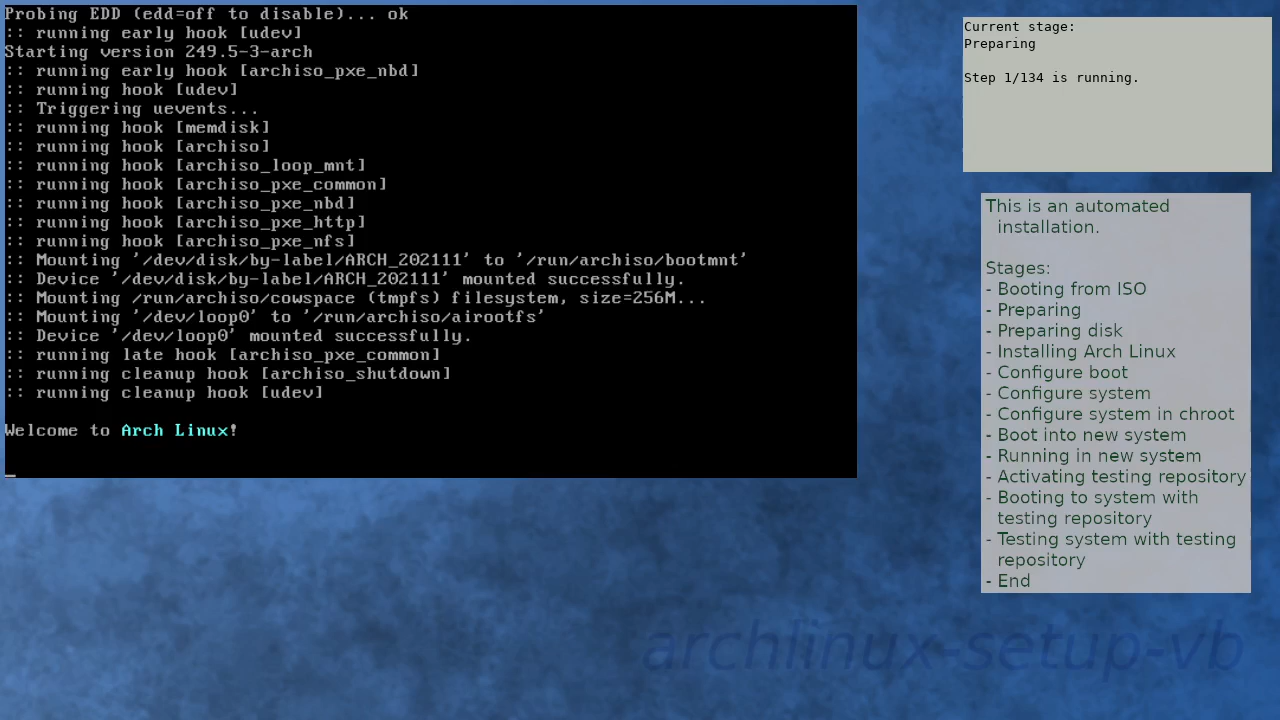 Probing EDD (edd=off to disable)... ok
:: running early hook [udev]
Starting version 249.5-3-arch
:: running early hook [archiso_pxe_nbd]
:: running hook [udev]
:: Triggering uevents...
:: running hook [memdisk]
:: running hook [archiso]
:: running hook [archiso_loop_mnt]
:: running hook [archiso_pxe_common]
:: running hook [archiso_pxe_nbd]
:: running hook [archiso_pxe_http]
:: running hook [archiso_pxe_nfs]
:: Mounting '/dev/disk/by-label/ARCH_202111' to '/run/archiso/bootmnt'
:: Device '/dev/disk/by-label/ARCH_202111' mounted successfully.
:: Mounting /run/archiso/cowspace (tmpfs) filesystem, size=256M...
:: Mounting '/dev/loop0' to '/run/archiso/airootfs'
:: Device '/dev/loop0' mounted successfully.
:: running late hook [archiso_pxe_common]
:: running cleanup hook [archiso_shutdown]
:: running cleanup hook [udev]
Welcome to Arch Linux!
Current stage:
Preparing
Step 1/134 is running.
This is an automated
installation.
Stages:
- Booting from ISO
- Preparing
- Preparing disk
- Installing Arch Linux
- Configure boot
- Configure system
- Configure system in chroot
- Boot into new system
- Running in new system
- Activating testing repository
- Booting to system with
testing repository
- Testing system with testing
repository
- End
archlinux-setup-vb